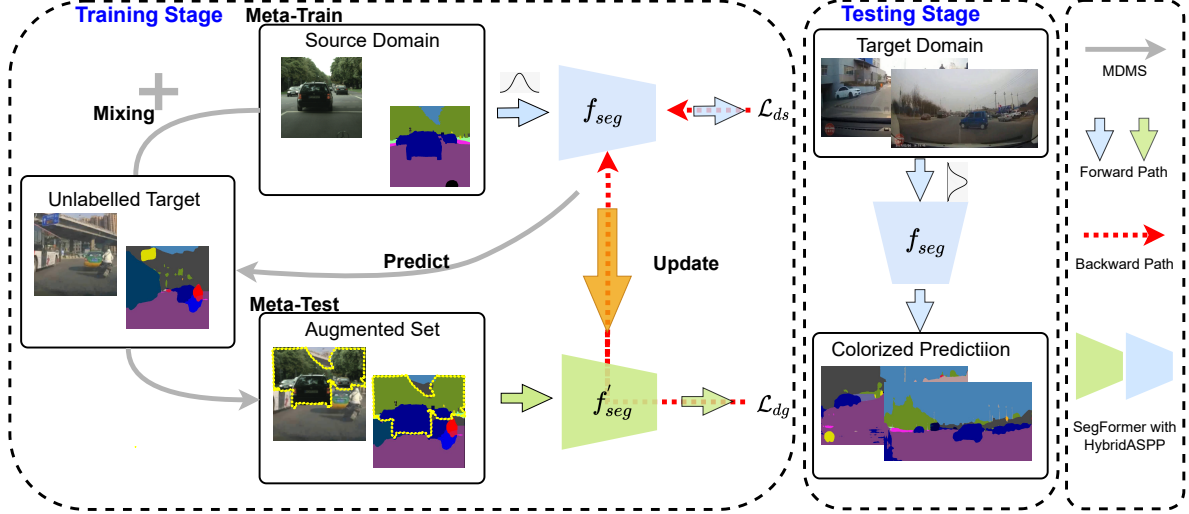 Training Stage
Meta-Train
Source Domain
Mixing
f_seg
ℒ_ds
Unlabelled Target
Predict
Update
Meta-Test
Augmented Set
f'_seg
ℒ_dg
Testing Stage
Target Domain
f_seg
Colorized Predictiion
MDMS
Forward Path
Backward Path
SegFormer with
HybridASPP